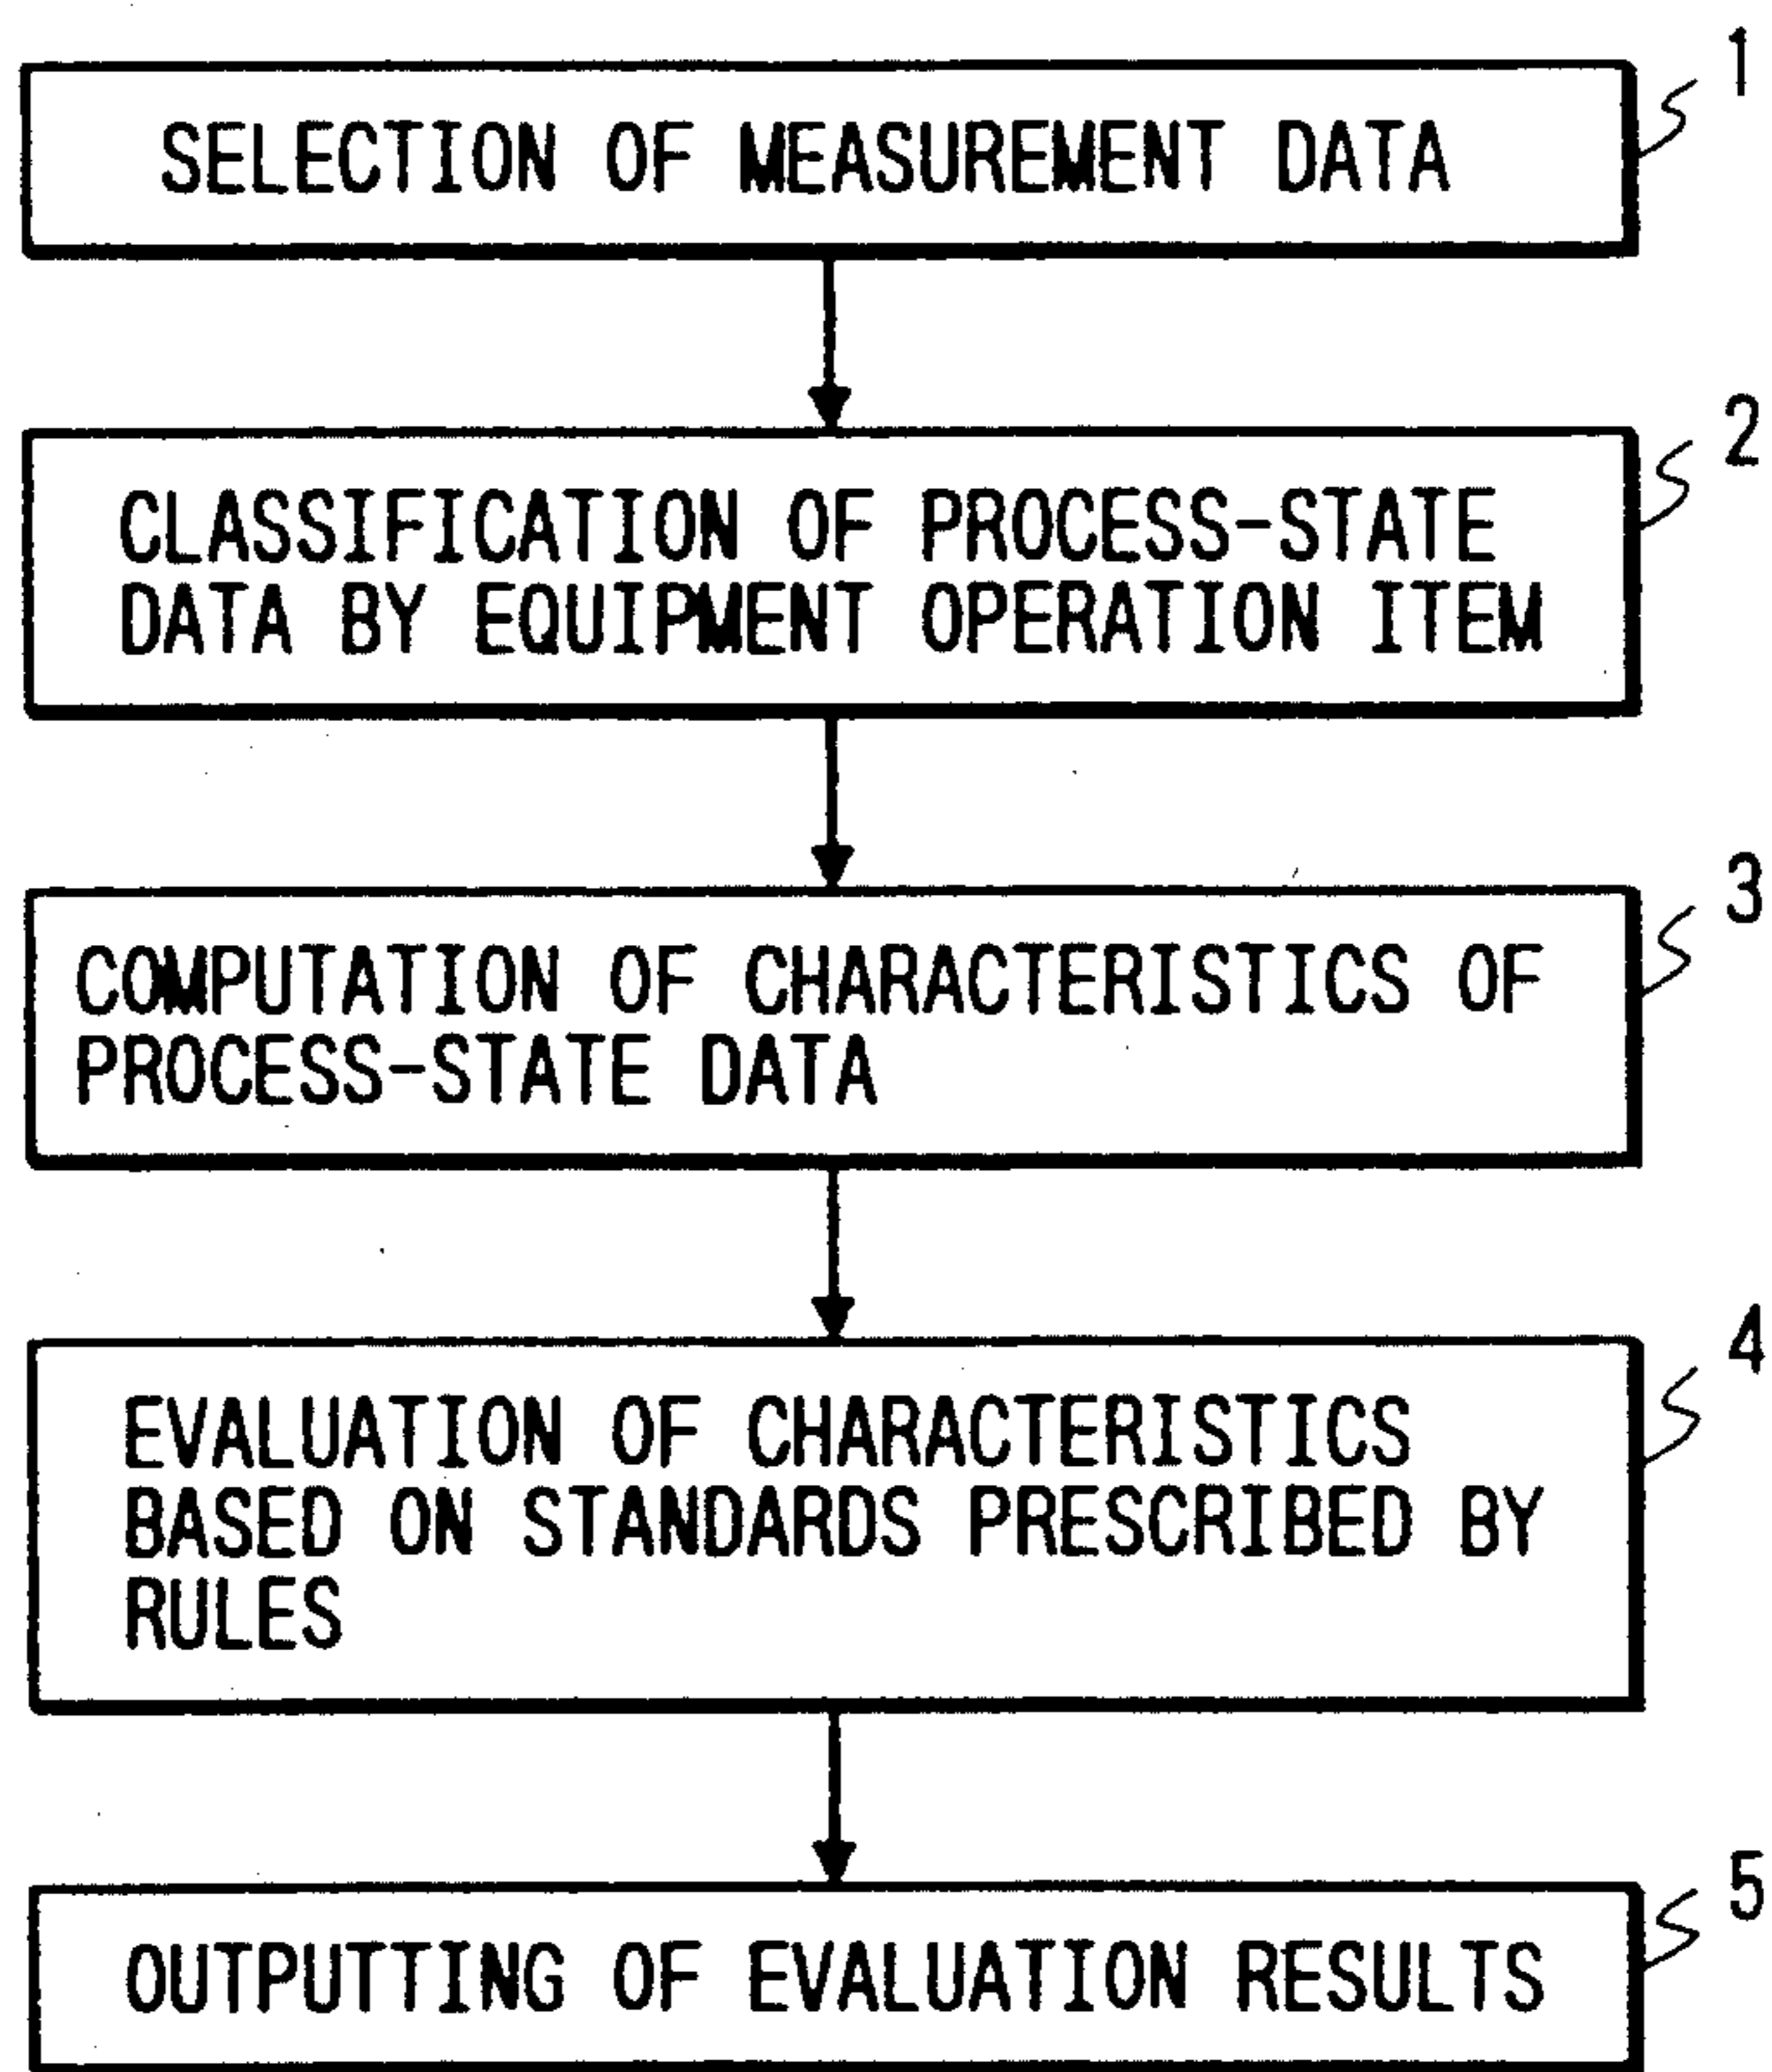 1
SELECTION OF MEASUREMENT DATA
2
CLASSIFICATION OF PROCESS-STATE
DATA BY EQUIPMENT OPERATION ITEM
3
COMPUTATION OF CHARACTERISTICS OF
PROCESS-STATE DATA
4
EVALUATION OF CHARACTERISTICS
BASED ON STANDARDS PRESCRIBED BY
RULES
5
OUTPUTTING OF EVALUATION RESULTS